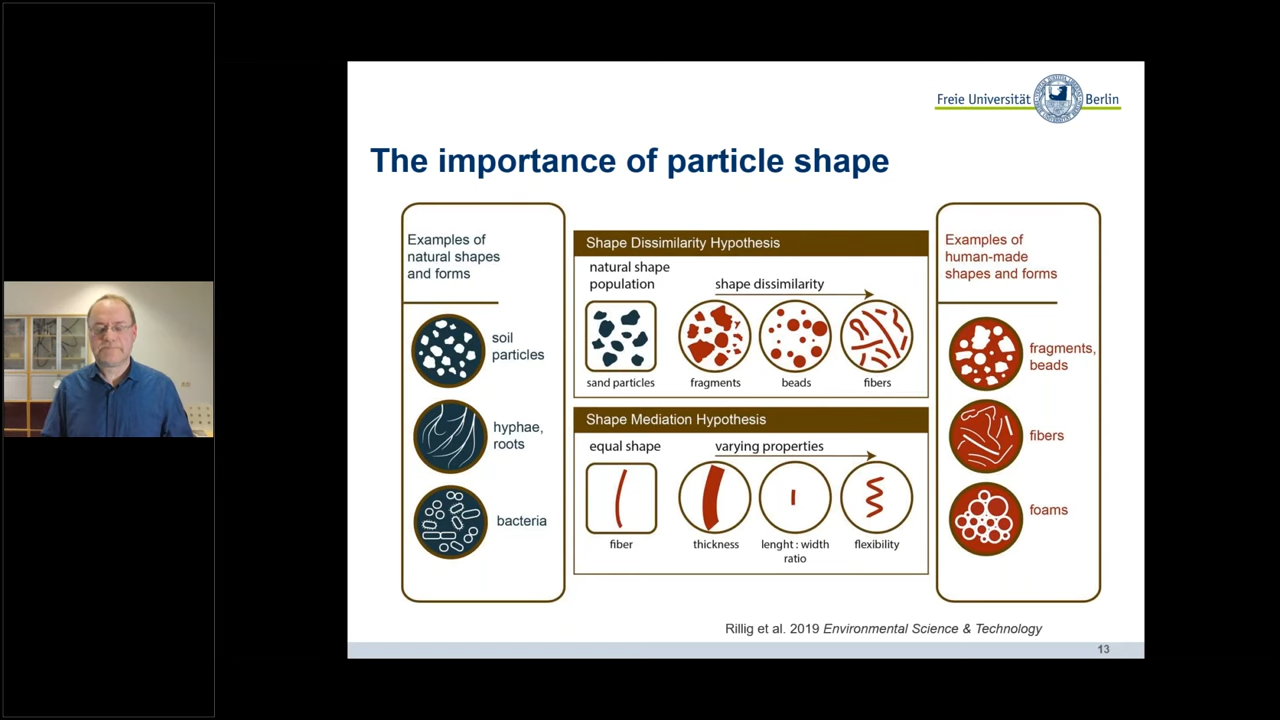 Freie Universität Berlin
The importance of particle shape
Examples of
natural shapes
and forms
soil
particles
hyphae,
roots
bacteria
Shape Dissimilarity Hypothesis
natural shape
population
shape dissimilarity
sand particles
fragments
beads
fibers
Shape Mediation Hypothesis
equal shape
varying properties
fiber
thickness
lenght : width
ratio
flexibility
Examples of
human-made
shapes and forms
fragments,
beads
fibers
foams
Rillig et al. 2019 Environmental Science & Technology
13